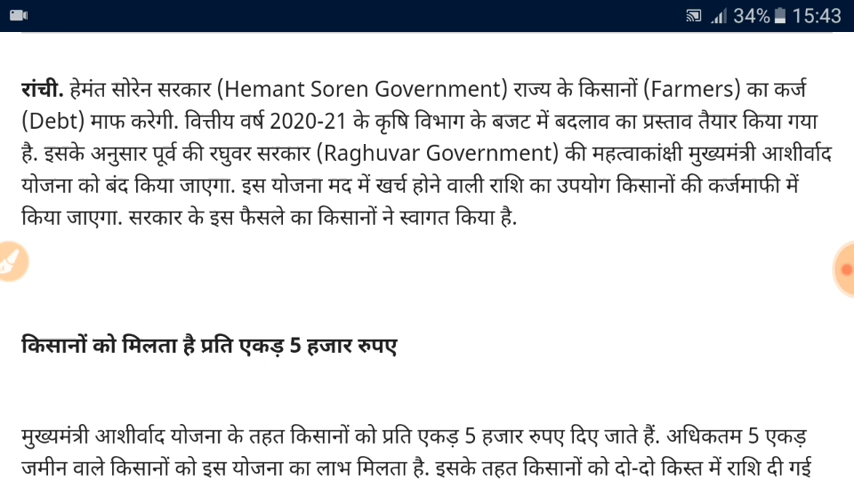 34% 15:43
रांची. हेमंत सोरेन सरकार (Hemant Soren Government) राज्य के किसानों (Farmers) का कर्ज
(Debt) माफ करेगी. वित्तीय वर्ष 2020-21 के कृषि विभाग के बजट में बदलाव का प्रस्ताव तैयार किया गया
है. इसके अनुसार पूर्व की रघुवर सरकार (Raghuvar Government) की महत्वाकांक्षी मुख्यमंत्री आशीर्वाद
योजना को बंद किया जाएगा. इस योजना मद में खर्च होने वाली राशि का उपयोग किसानों की कर्जमाफी में
किया जाएगा. सरकार के इस फैसले का किसानों ने स्वागत किया है.
किसानों को मिलता है प्रति एकड़ 5 हजार रुपए
मुख्यमंत्री आशीर्वाद योजना के तहत किसानों को प्रति एकड़ 5 हजार रुपए दिए जाते हैं. अधिकतम 5 एकड़
जमीन वाले किसानों को इस योजना का लाभ मिलता है. इसके तहत किसानों को दो-दो किस्त में राशि दी गई